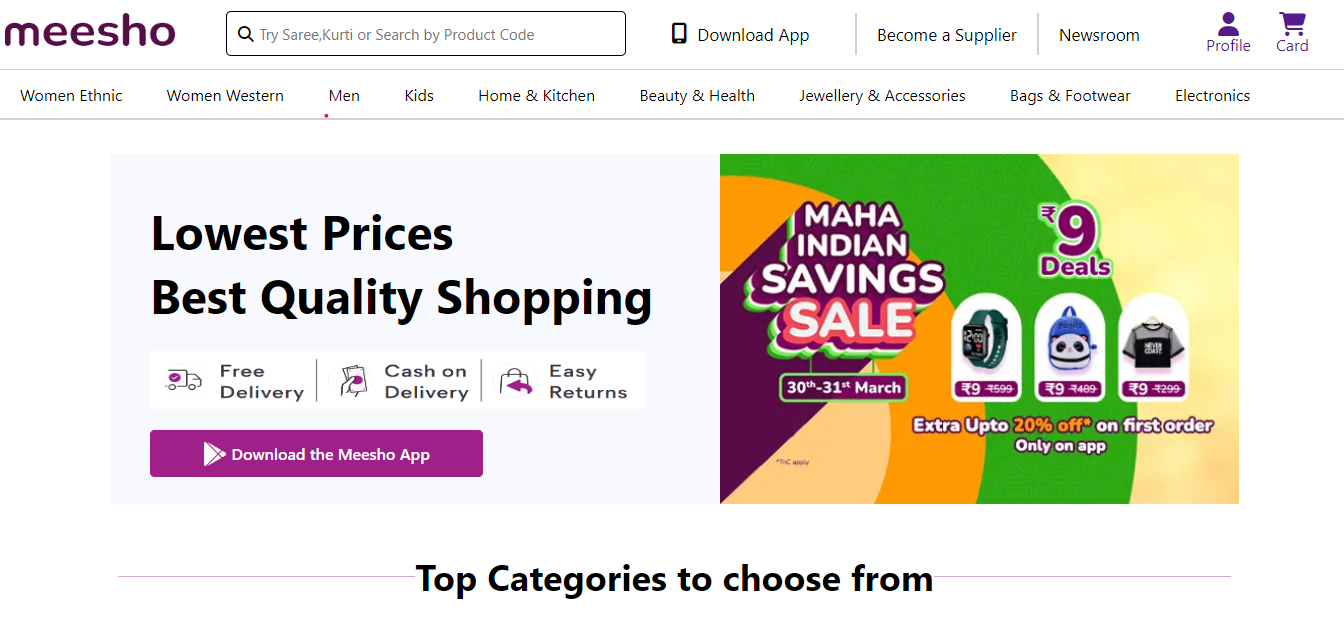 meesho
Try Saree,Kurti or Search by Product Code
Download App
Become a Supplier
Newsroom
Profile
Card
Women Ethnic
Women Western
Men
Kids
Home & Kitchen
Beauty & Health
Jewellery & Accessories
Bags & Footwear
Electronics
Lowest Prices
Best Quality Shopping
Free
Delivery
Cash on
Delivery
Easy
Returns
Download the Meesho App
MAHA
INDIAN
SAVINGS
SALE
30th-31st March
₹9
Deals
Panda
NEVER
COAST
₹9 ₹599
₹9 ₹489
₹9 ₹299
Extra Upto 20% off* on first order
Only on app
*TnC apply
Top Categories to choose from